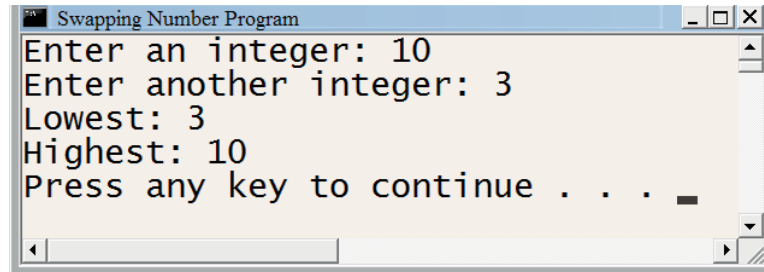 Swapping Number Program
Enter an integer: 10
Enter another integer: 3
Lowest: 3
Highest: 10
Press any key to continue . . . _